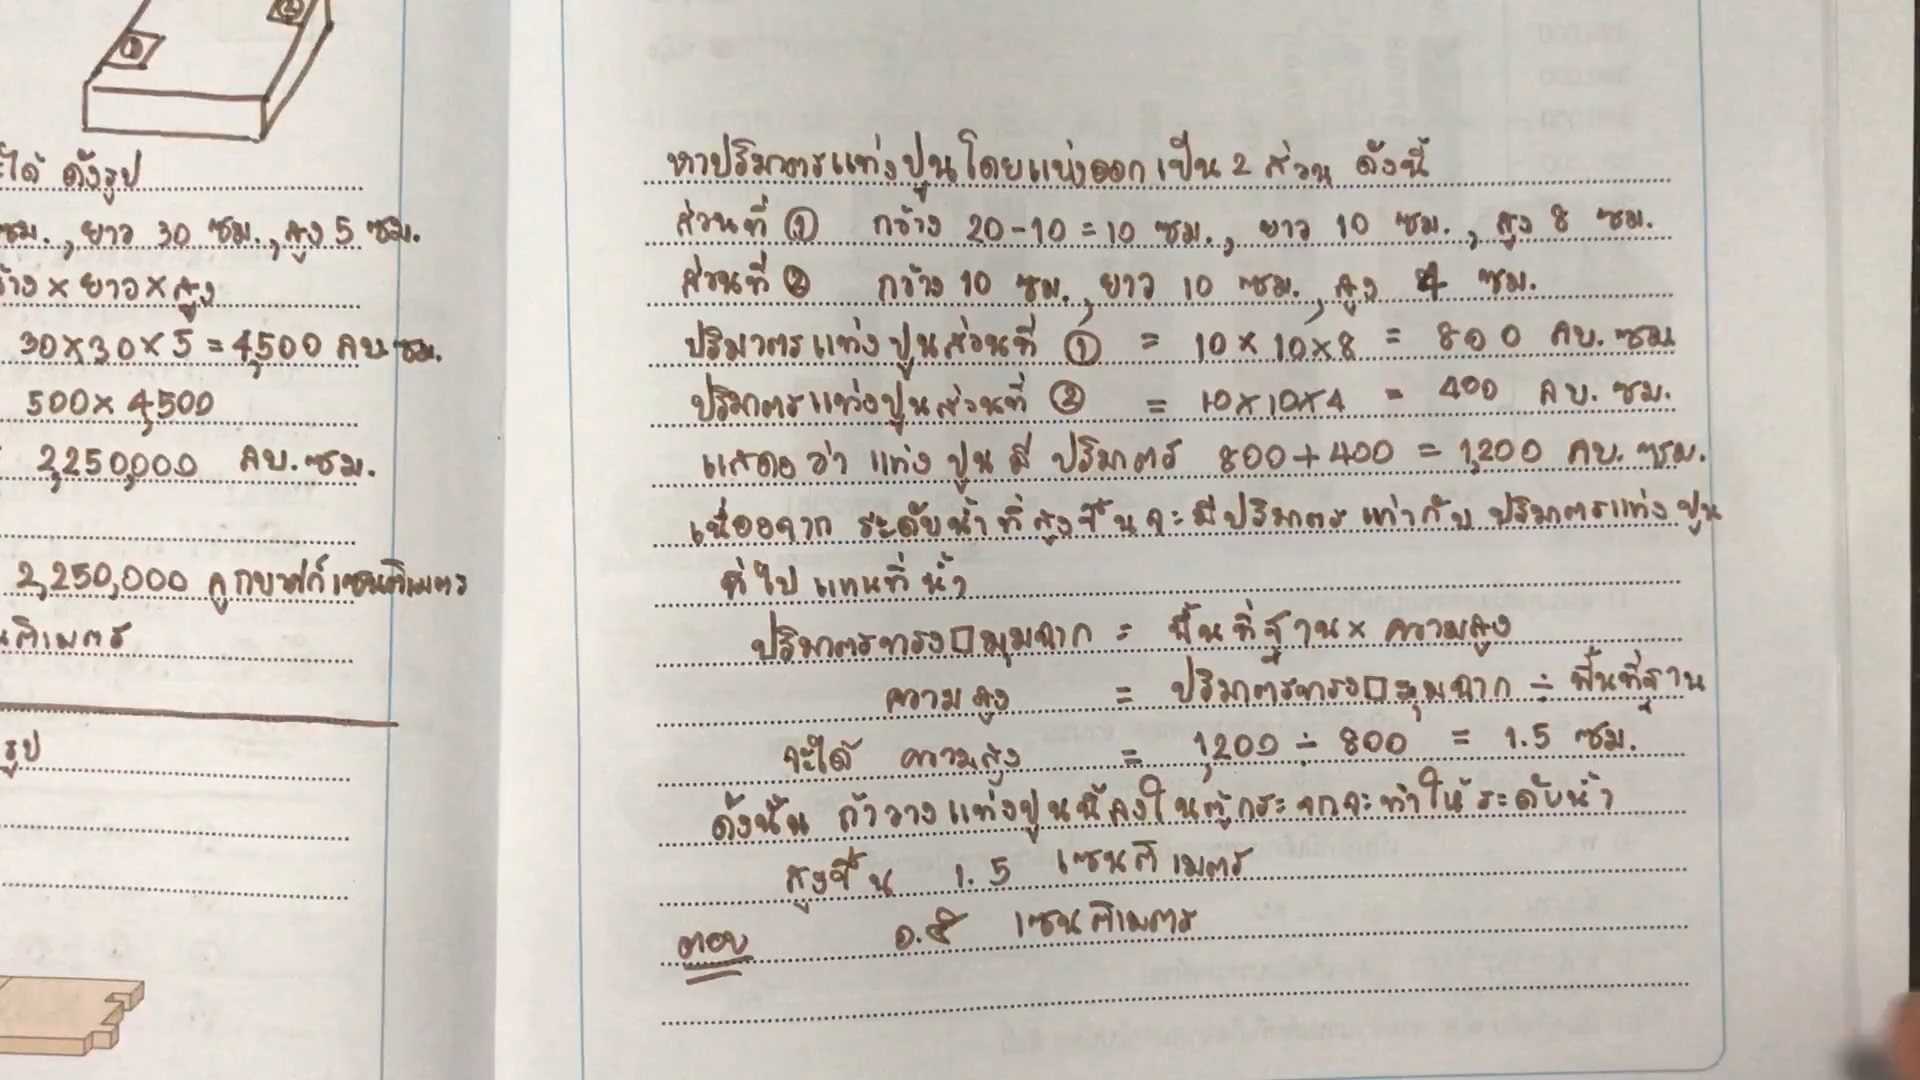 ②
①
ได้ ดังรูป
ซม., ยาว 30 ซม., สูง 5 ซม.
กว้าง × ยาว × สูง
30×30×5 = 4,500 ลบ.ซม.
500×4,500
2,250,000 ลบ.ซม.
2,250,000 ลูกบาศก์เซนติเมตร
นติเมตร
รูป
หาปริมาตรแท่งปูนโดยแบ่งออกเป็น 2 ส่วน ดังนี้
ส่วนที่ ① กว้าง 20-10 = 10 ซม., ยาว 10 ซม., สูง 8 ซม.
ส่วนที่ ② กว้าง 10 ซม., ยาว 10 ซม., สูง 4 ซม.
ปริมาตรแท่งปูนส่วนที่ ① = 10×10×8 = 800 ลบ.ซม
ปริมาตรแท่งปูนส่วนที่ ② = 10×10×4 = 400 ลบ.ซม.
แสดงว่า แท่งปูนมีปริมาตร 800+400 = 1,200 ลบ.ซม.
เนื่องจาก ระดับน้ำที่สูงขึ้นจะมีปริมาตรเท่ากับ ปริมาตรแท่งปูน
ที่ไปแทนที่น้ำ
ปริมาตรทรง□มุมฉาก = พื้นที่ฐาน × ความสูง
ความสูง = ปริมาตรทรง□มุมฉาก ÷ พื้นที่ฐาน
จะได้ ความสูง = 1,200 ÷ 800 = 1.5 ซม.
ดังนั้น ถ้าวางแท่งปูนนี้ลงในตู้กระจกจะทำให้ระดับน้ำ
สูงขึ้น 1.5 เซนติเมตร
ตอบ ๑.๕ เซนติเมตร